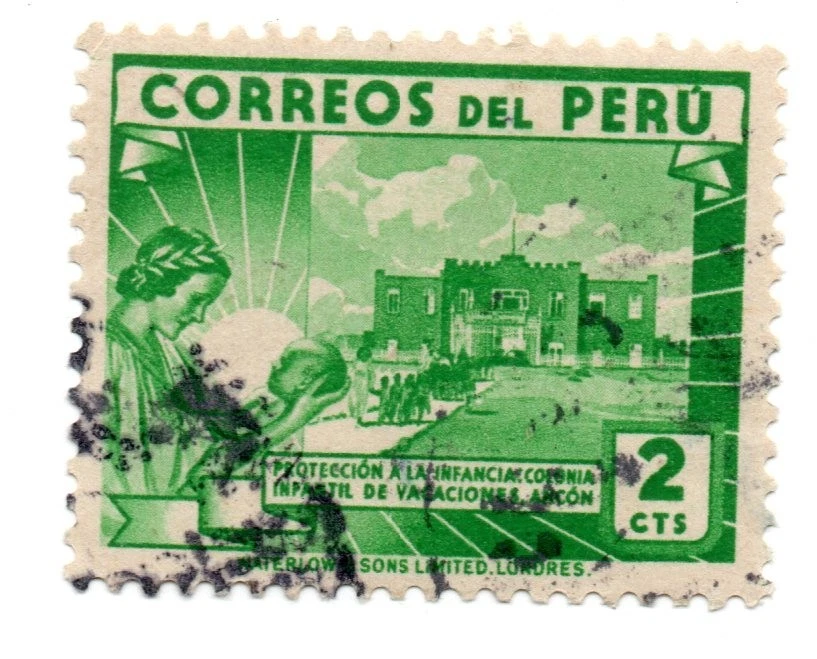 CORREOS DEL PERÚ
PROTECCIÓN A LA INFANCIA. COLONIA
INFANTIL DE VACACIONES. ANCÓN
2
CTS
WATERLOW & SONS LIMITED. LONDRES.